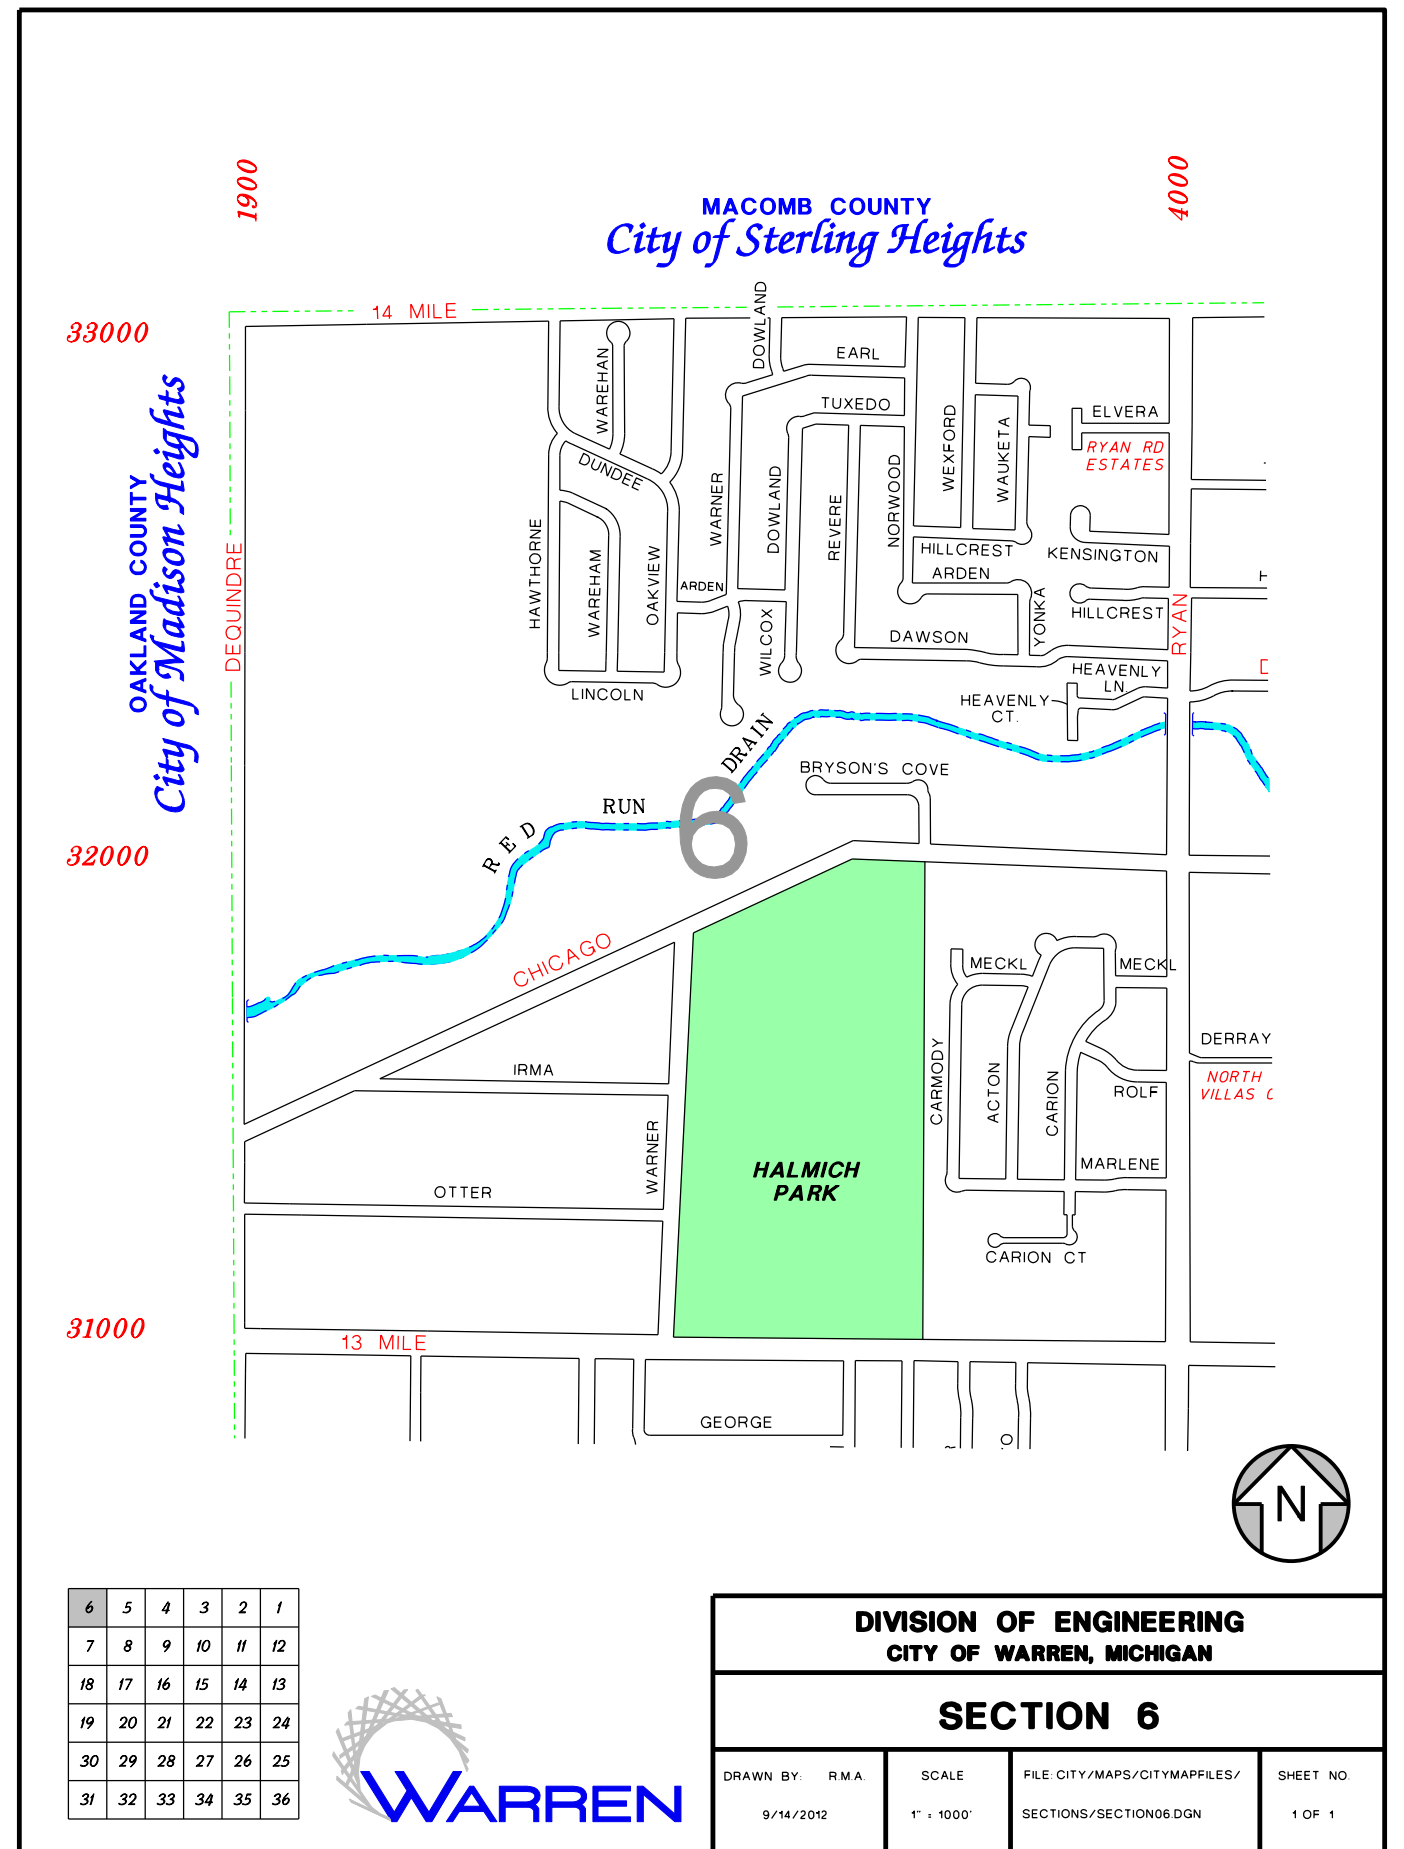 1900
4000
MACOMB COUNTY
City of Sterling Heights
33000
32000
31000
OAKLAND COUNTY
City of Madison Heights
14 MILE
DOWLAND
EARL
WAREHAN
TUXEDO
ELVERA
RYAN RD
ESTATES
DUNDEE
WEXFORD
WAUKETA
WARNER
DOWLAND
REVERE
NORWOOD
HAWTHORNE
WAREHAM
OAKVIEW
ARDEN
HILLCREST
KENSINGTON
ARDEN
DEQUINDRE
WILCOX
YONKA
HILLCREST
RYAN
DAWSON
LINCOLN
HEAVENLY
LN.
HEAVENLY
CT.
D
RED RUN DRAIN
BRYSON'S COVE
6
CHICAGO
MECKL
MECKL
IRMA
CARMODY
ACTON
CARION
DERRAY
NORTH
VILLAS C
ROLF
WARNER
HALMICH
PARK
MARLENE
OTTER
CARION CT
13 MILE
GEORGE
N
6 5 4 3 2 1
7 8 9 10 11 12
18 17 16 15 14 13
19 20 21 22 23 24
30 29 28 27 26 25
31 32 33 34 35 36
WARREN
DIVISION OF ENGINEERING
CITY OF WARREN, MICHIGAN
SECTION 6
DRAWN BY: R.M.A.
9/14/2012
SCALE
1" = 1000'
FILE: CITY/MAPS/CITYMAPFILES/
SECTIONS/SECTION06.DGN
SHEET NO.
1 OF 1